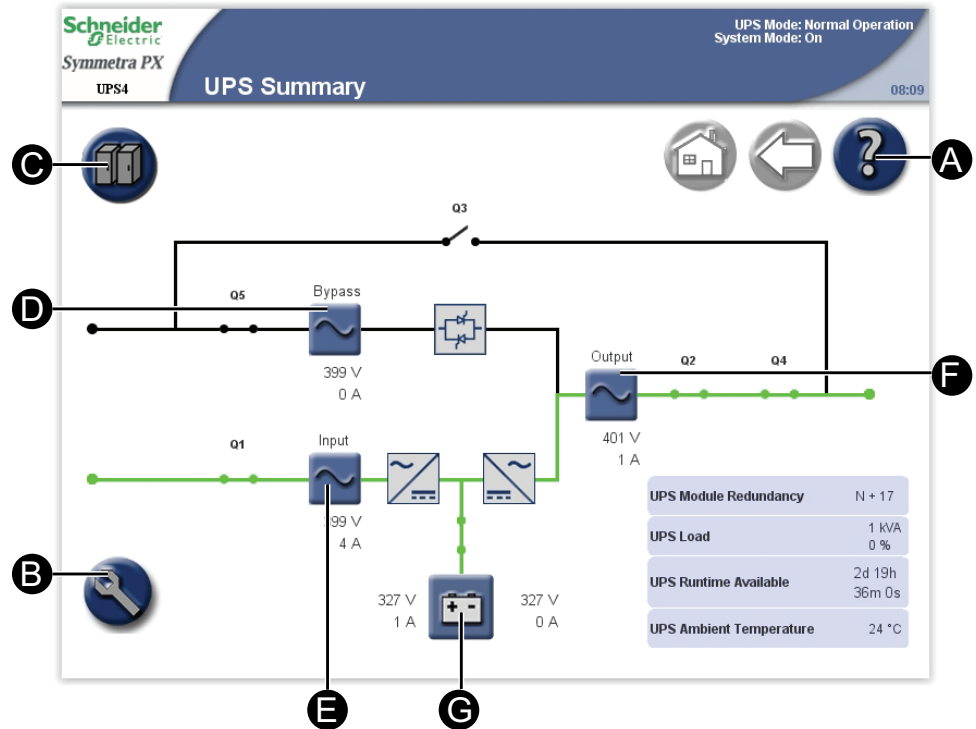 Schneider
Electric
Symmetra PX
UPS4
UPS Summary
UPS Mode: Normal Operation
System Mode: On
08:09
C
A
Q3
D
Q5
Bypass
399 V
0 A
Output
Q2
Q4
F
401 V
1 A
Q1
Input
399 V
4 A
UPS Module Redundancy N + 17
UPS Load 1 kVA
0 %
UPS Runtime Available 2d 19h
36m 0s
UPS Ambient Temperature 24 °C
B
327 V
1 A
+ -
327 V
0 A
E
G